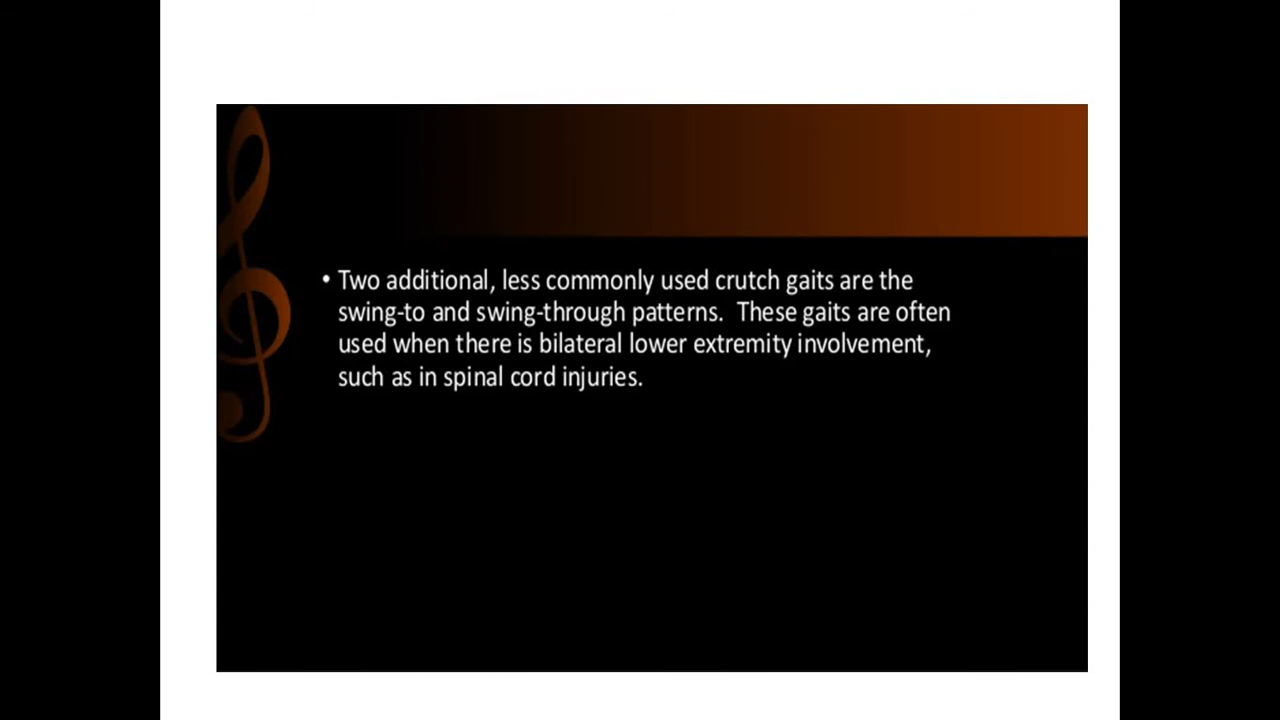 • Two additional, less commonly used crutch gaits are the
swing-to and swing-through patterns.  These gaits are often
used when there is bilateral lower extremity involvement,
such as in spinal cord injuries.